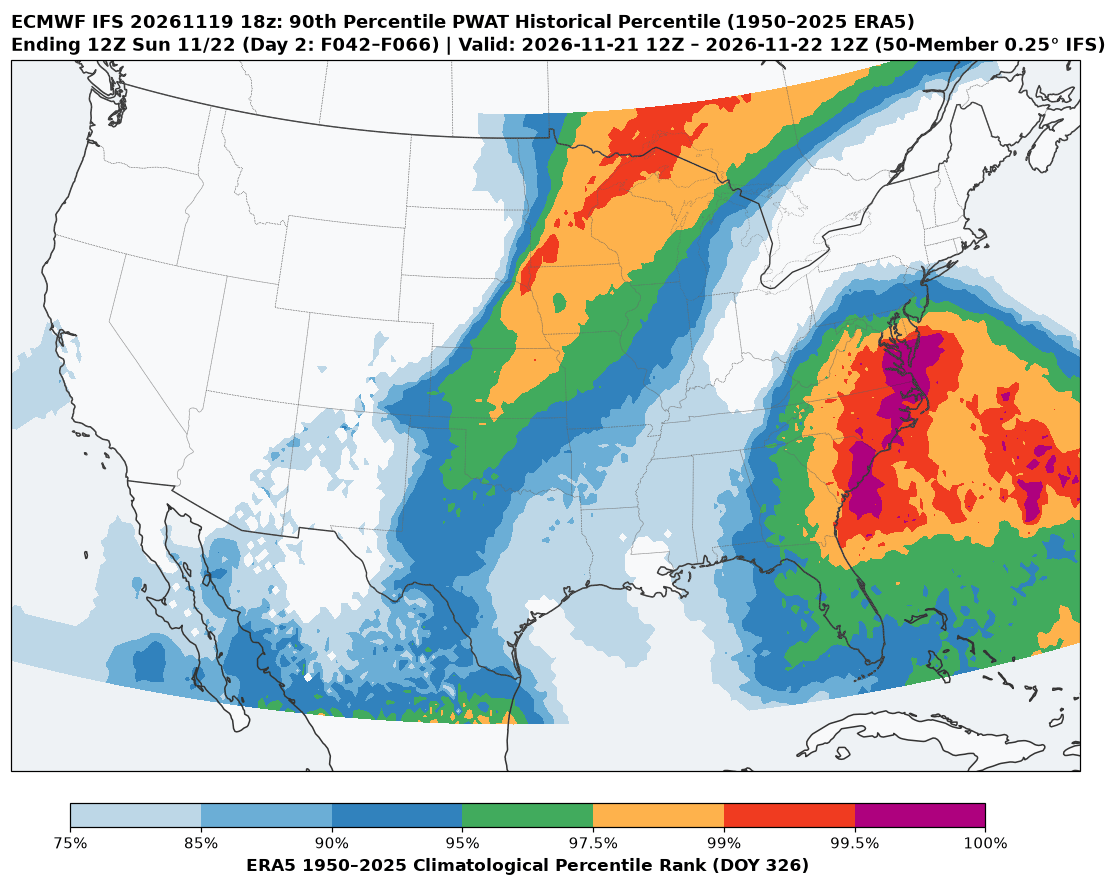 ECMWF IFS 20261119 18z: 90th Percentile PWAT Historical Percentile (1950–2025 ERA5)
Ending 12Z Sun 11/22 (Day 2: F042–F066) | Valid: 2026-11-21 12Z – 2026-11-22 12Z (50-Member 0.25° IFS)
75% 85% 90% 95% 97.5% 99% 99.5% 100%
ERA5 1950–2025 Climatological Percentile Rank (DOY 326)